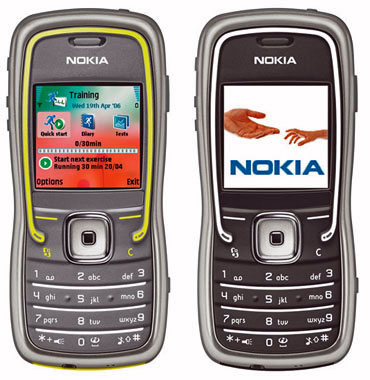 NOKIA
Training
Wed 19th Apr '06
Quick start Diary Tests
0/30min
Start next exercise
Running 30 min 20/04
Options Exit
C
1 2 abc def 3
4 ghi 5 jkl mno 6
7 pqrs 8 tuv wxyz 9
* + 0 #
NOKIA
NOKIA
C
1 2 abc def 3
4 ghi 5 jkl mno 6
7 pqrs 8 tuv wxyz 9
* + 0 #